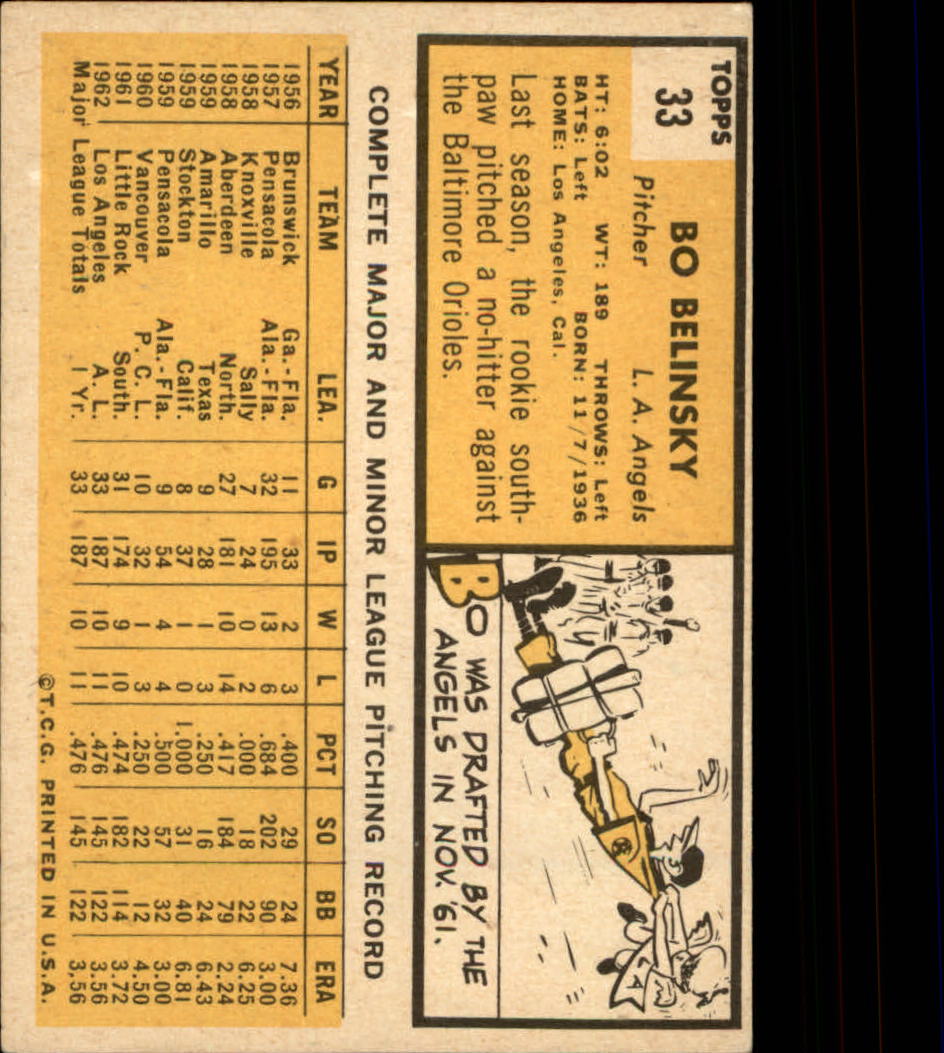 TOPPS
33
BO BELINSKY
Pitcher L. A. Angels
HT: 6:02 WT: 189 THROWS: Left
BATS: Left BORN: 11/7/1936
HOME: Los Angeles, Cal.
Last season, the rookie south-
paw pitched a no-hitter against
the Baltimore Orioles.
BO WAS DRAFTED BY THE
ANGELS IN NOV. '61.
COMPLETE MAJOR AND MINOR LEAGUE PITCHING RECORD
YEAR TEAM LEA. G IP W L PCT SO BB ERA
1956 Brunswick Ga.-Fla. 11 33 2 3 .400 29 24 7.36
1957 Pensacola Ala.-Fla. 32 195 13 6 .684 202 90 3.00
1958 Knoxville Sally 7 24 0 2 .000 18 22 6.25
1958 Aberdeen North. 27 181 10 14 .417 184 79 2.24
1959 Amarillo Texas 9 28 1 3 .250 16 24 6.43
1959 Stockton Calif. 8 37 1 0 1.000 31 40 6.81
1959 Pensacola Ala.-Fla. 9 54 4 4 .500 57 32 3.00
1960 Vancouver P. C. L. 10 32 1 3 .250 22 12 4.50
1961 Little Rock South. 31 174 9 10 .474 182 114 3.72
1962 Los Angeles A. L. 33 187 10 11 .476 145 122 3.56
Major League Totals 1 Yr. 33 187 10 11 .476 145 122 3.56
©T.C.G. PRINTED IN U.S.A.